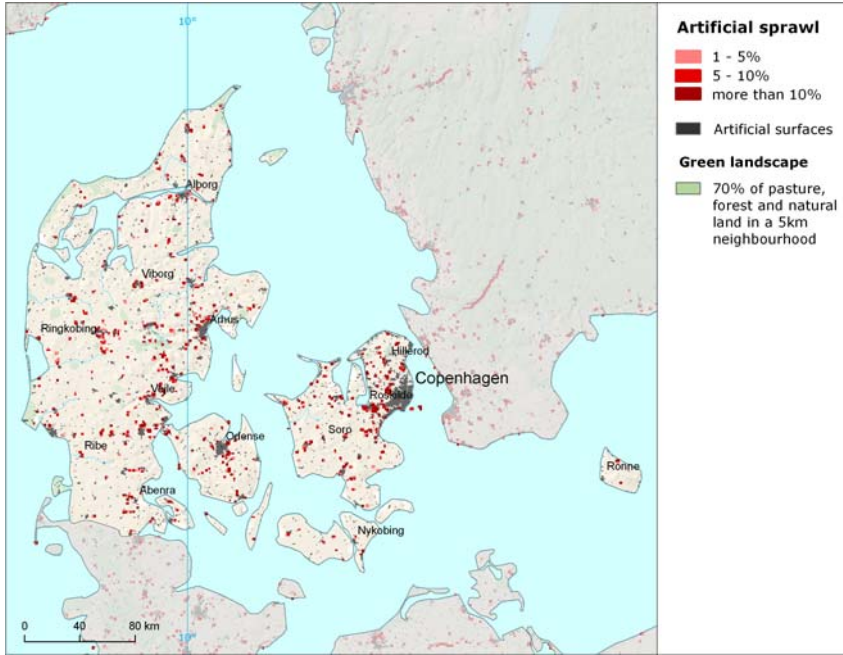 10°
Alborg
Viborg
Ringkobing
Arhus
Hillerod
Copenhagen
Vejle
Roskilde
Odense
Soro
Ribe
Ronne
Abenra
Nykobing
0 40 80 km
10°
Artificial sprawl
1 - 5%
5 - 10%
more than 10%
Artificial surfaces
Green landscape
70% of pasture,
forest and natural
land in a 5km
neighbourhood